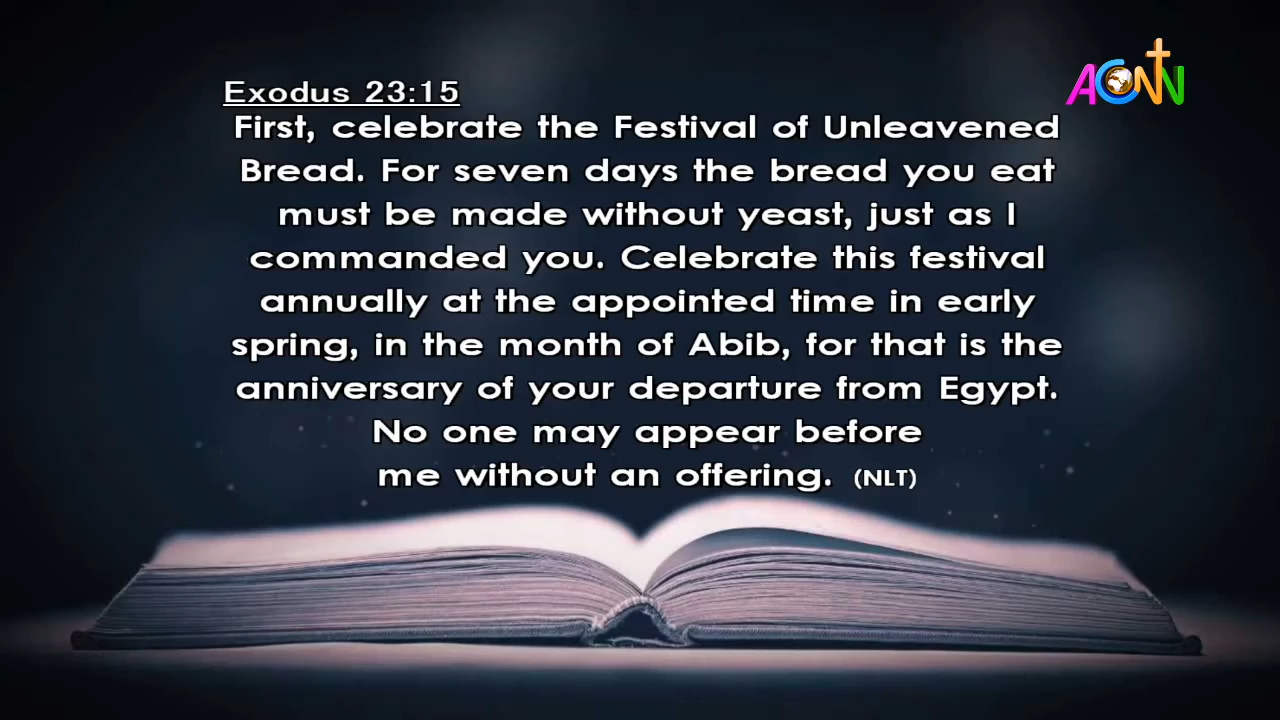 ACNN
Exodus 23:15
First, celebrate the Festival of Unleavened
Bread. For seven days the bread you eat
must be made without yeast, just as I
commanded you. Celebrate this festival
annually at the appointed time in early
spring, in the month of Abib, for that is the
anniversary of your departure from Egypt.
No one may appear before
me without an offering. (NLT)